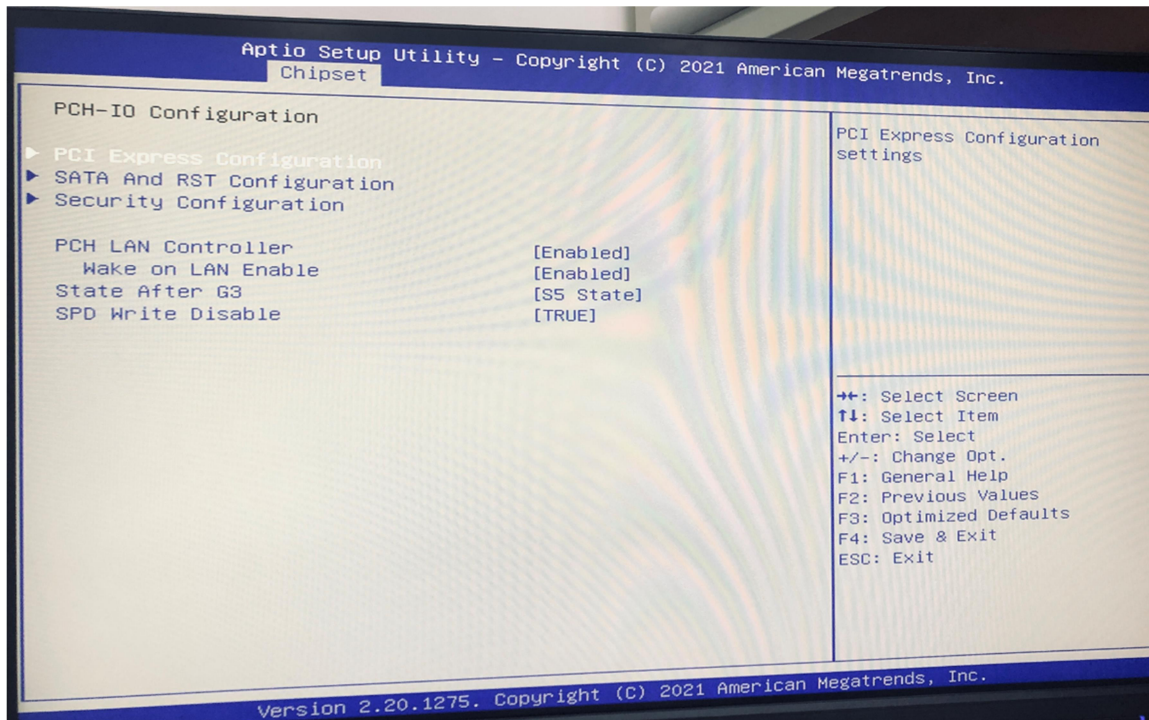 Aptio Setup Utility – Copyright (C) 2021 American Megatrends, Inc.
Chipset
PCH-IO Configuration
PCI Express Configuration
SATA And RST Configuration
Security Configuration
PCH LAN Controller [Enabled]
Wake on LAN Enable [Enabled]
State After G3 [S5 State]
SPD Write Disable [TRUE]
PCI Express Configuration
settings
→←: Select Screen
↑↓: Select Item
Enter: Select
+/-: Change Opt.
F1: General Help
F2: Previous Values
F3: Optimized Defaults
F4: Save & Exit
ESC: Exit
Version 2.20.1275. Copyright (C) 2021 American Megatrends, Inc.